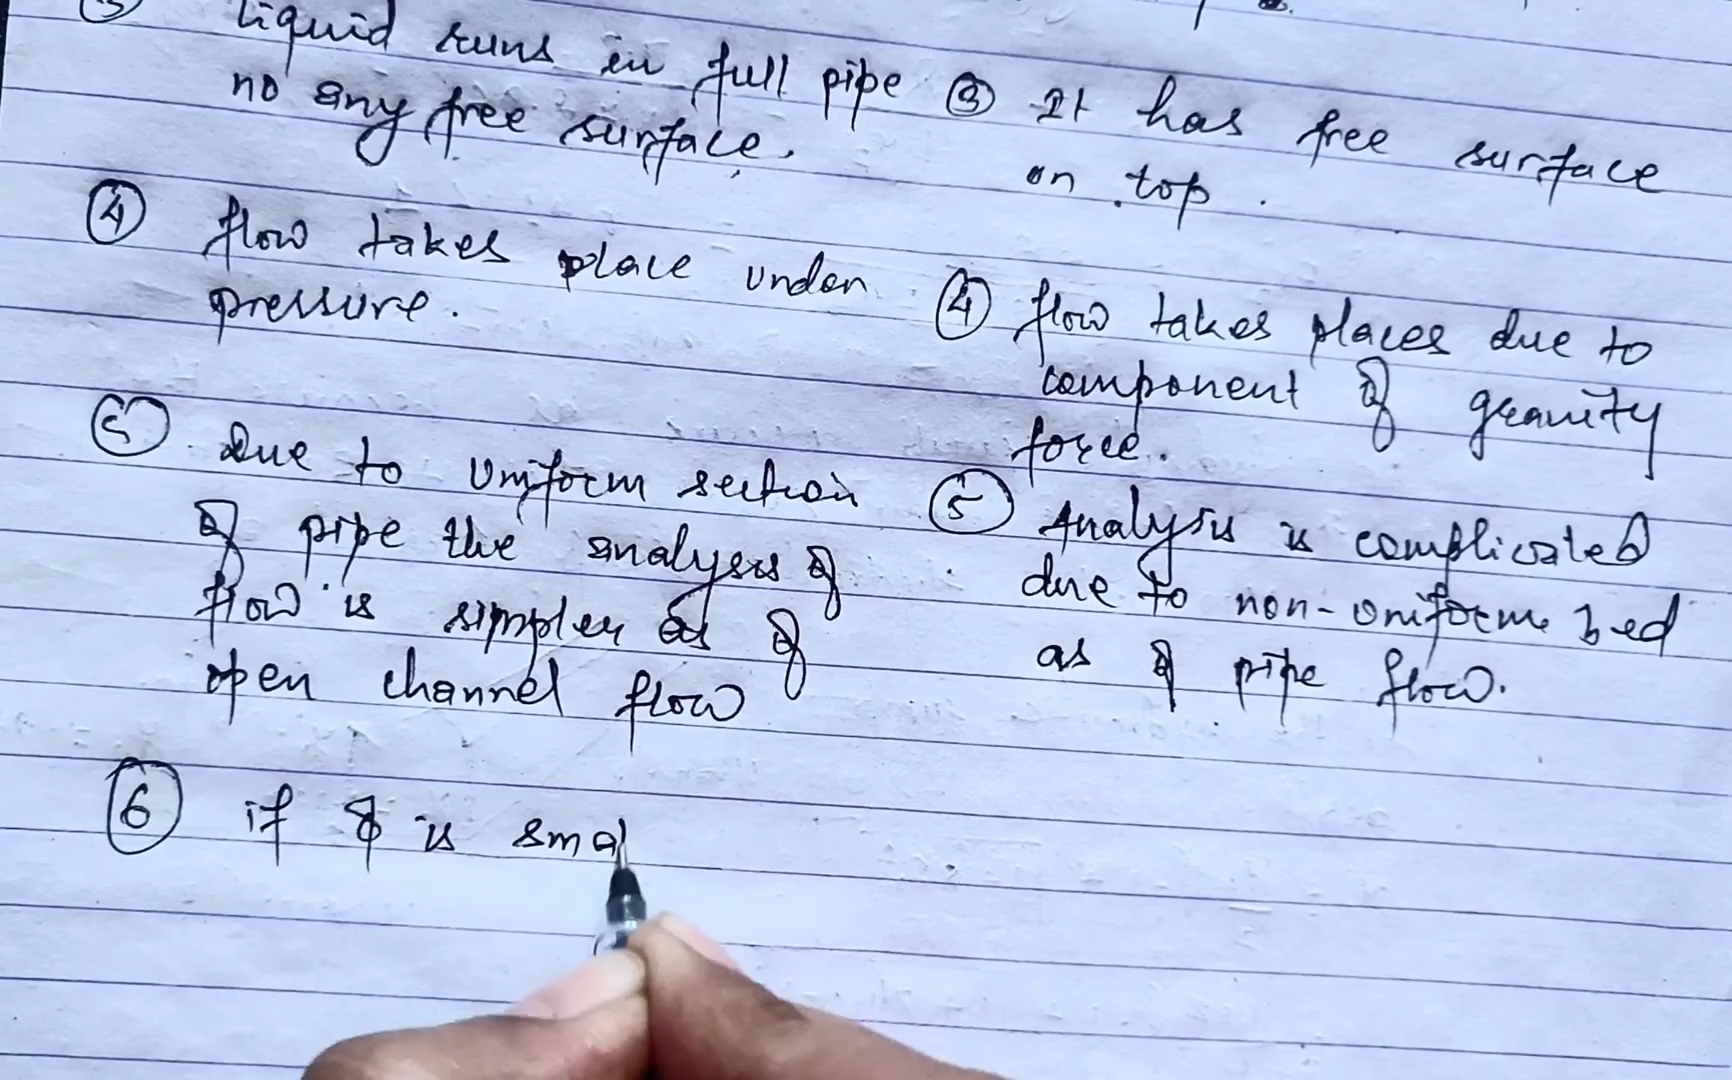 ③ liquid runs in full pipe
no any free surface.
④ flow takes place under
pressure.
⑤ Due to Uniform section
of pipe the analysis of
flow is simpler as of
open channel flow
⑥ if is smal
③ It has free surface
on top.
④ flow takes places due to
component of gravity
force.
⑤ Analysis is complicated
due to non-uniform bed
as of pipe flow.